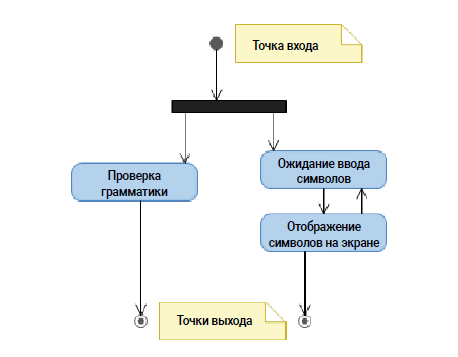 Точка входа
Проверка
грамматики
Ожидание ввода
символов
Отображение
символов на экране
Точки выхода